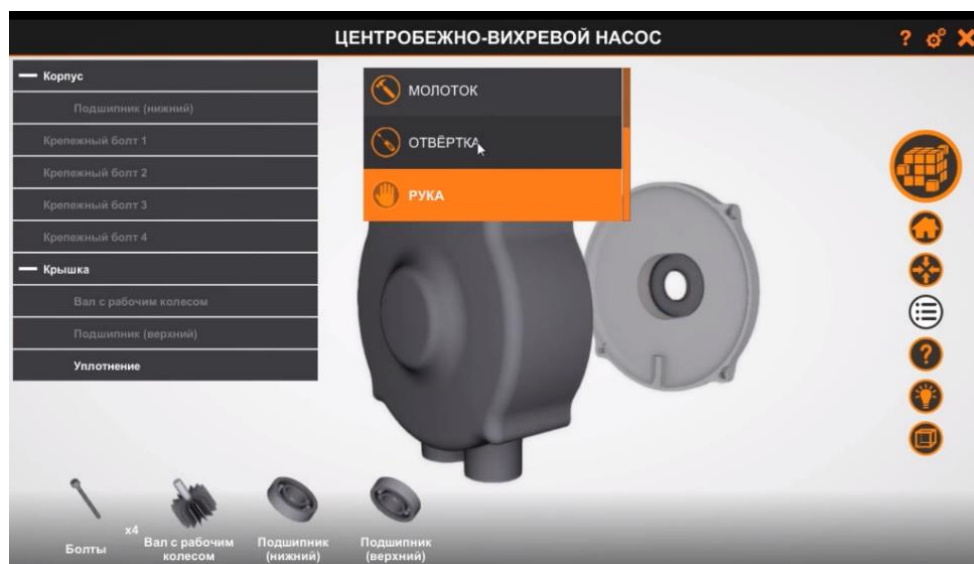 ЦЕНТРОБЕЖНО-ВИХРЕВОЙ НАСОС
?
Корпус
Подшипник (нижний)
Крепежный болт 1
Крепежный болт 2
Крепежный болт 3
Крепежный болт 4
Крышка
Вал с рабочим колесом
Подшипник (верхний)
Уплотнение
МОЛОТОК
ОТВЁРТКА
РУКА
?
x4
Болты
Вал с рабочим
колесом
Подшипник
(нижний)
Подшипник
(верхний)